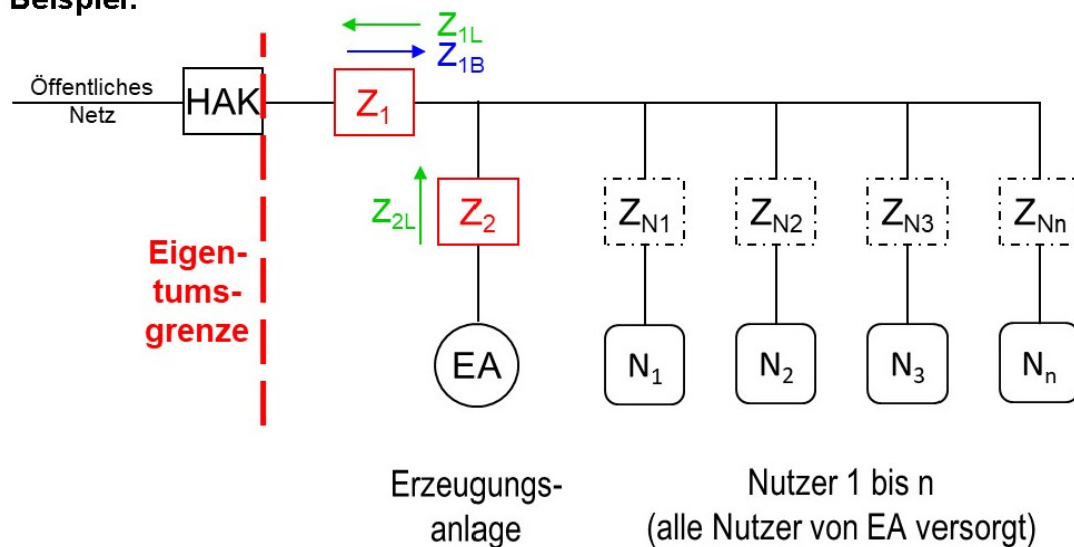 Beispiel:
Z1L
Z1B
Öffentliches
Netz
HAK
Z1
Z2L
Z2
ZN1
ZN2
ZN3
ZNn
Eigen-
tums-
grenze
EA
N1
N2
N3
Nn
Erzeugungs-
anlage
Nutzer 1 bis n
(alle Nutzer von EA versorgt)